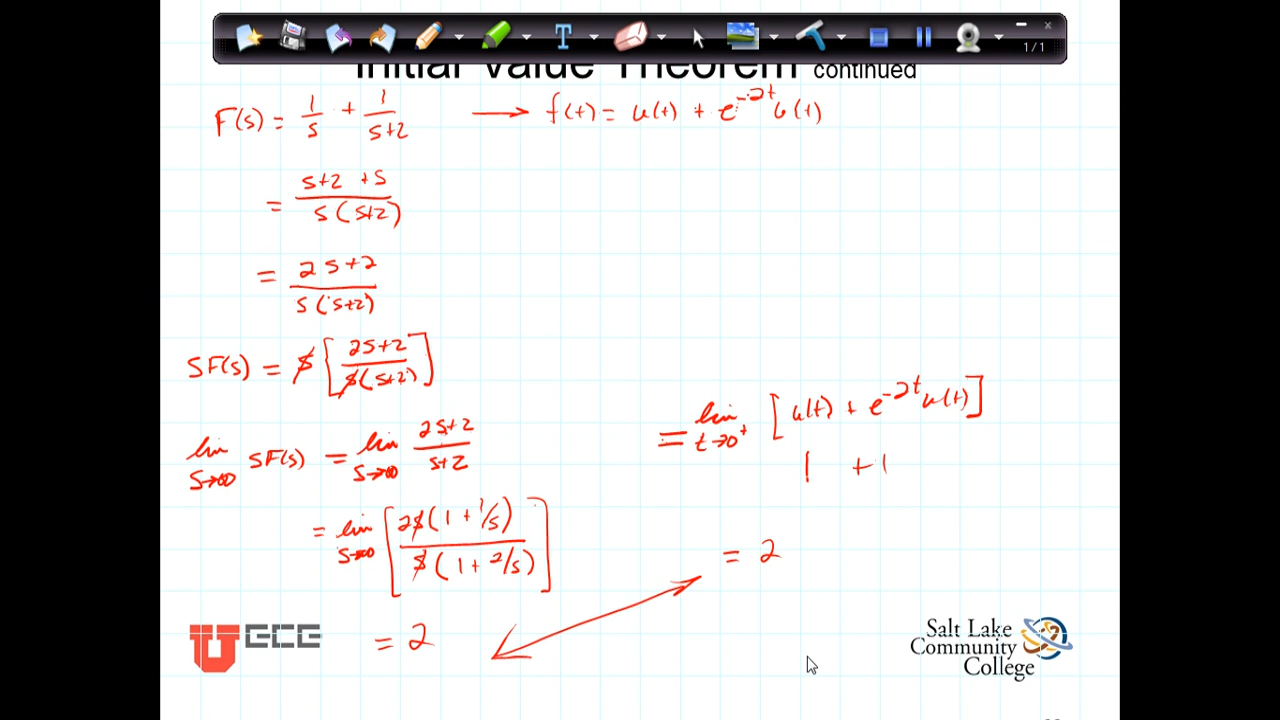 1/1
Initial Value Theorem continued
F(s) = 1/s + 1/(s+2) → f(t) = u(t) + e^{-2t} u(t)
= (s+2 +s)/(s(s+2))
= (2s+2)/(s(s+2))
SF(s) = s[(2s+2)/(s(s+2))]
lim s→∞ SF(s) = lim s→∞ (2s+2)/(s+2)
= lim s→∞ [2s(1+1/s)/(s(1+2/s))]
= 2
= lim t→0⁺ [u(t) + e^{-2t} u(t)]
1 +1
= 2
U ECE
Salt Lake
Community
College